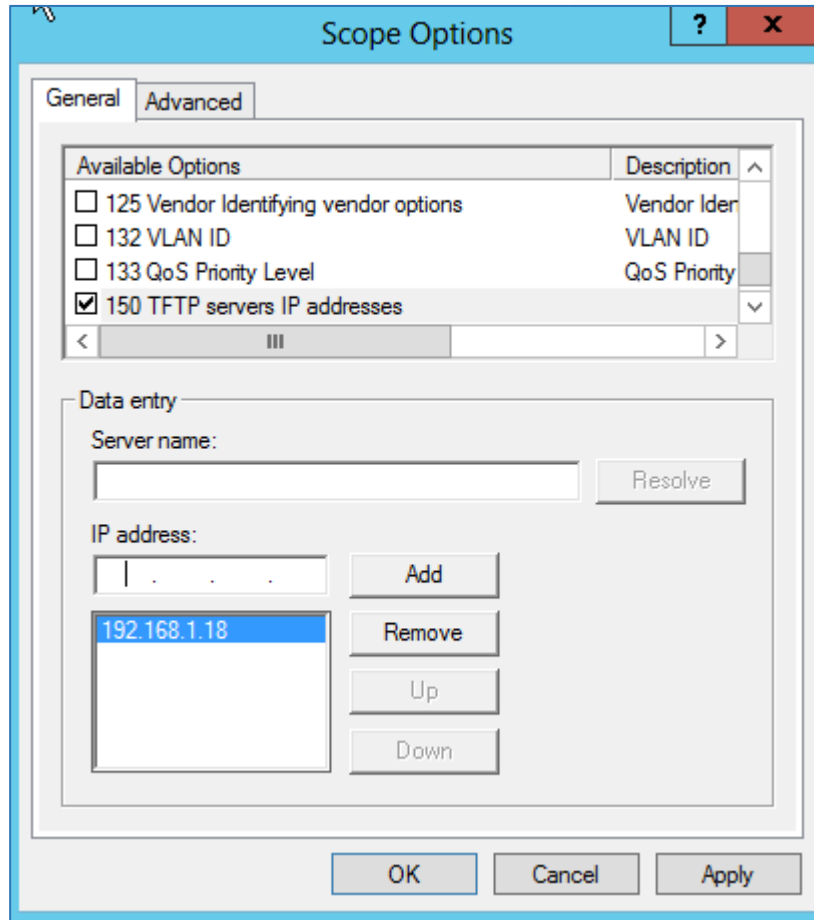 Scope Options
?
x
General
Advanced
Available Options Description
125 Vendor Identifying vendor options Vendor Iden
132 VLAN ID VLAN ID
133 QoS Priority Level QoS Priority
150 TFTP servers IP addresses
Data entry
Server name:
Resolve
IP address:
. . .
Add
192.168.1.18
Remove
Up
Down
OK
Cancel
Apply